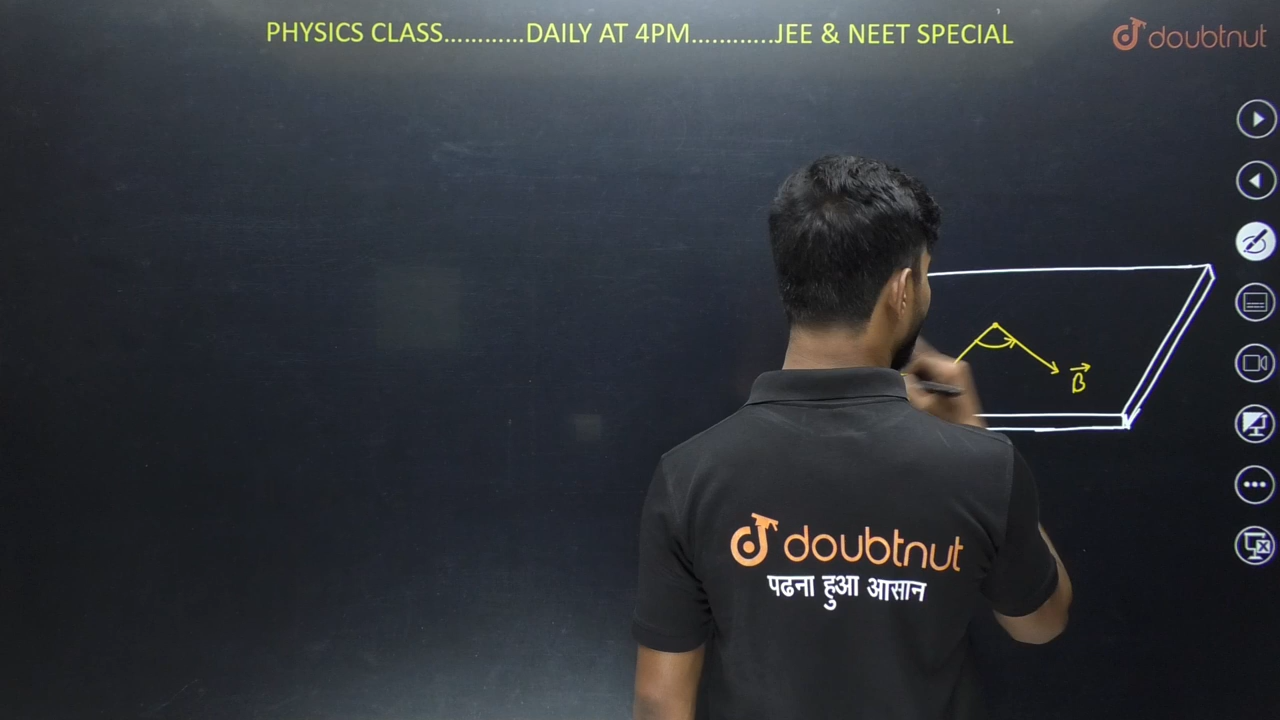 PHYSICS CLASS............DAILY AT 4PM............JEE & NEET SPECIAL
doubtnut
B
doubtnut
पढना हुआ आसान